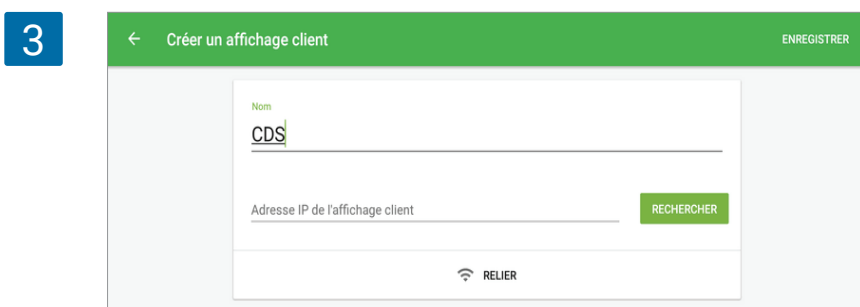 3
Créer un affichage client
ENREGISTRER
Nom
CDS
Adresse IP de l'affichage client
RECHERCHER
RELIER